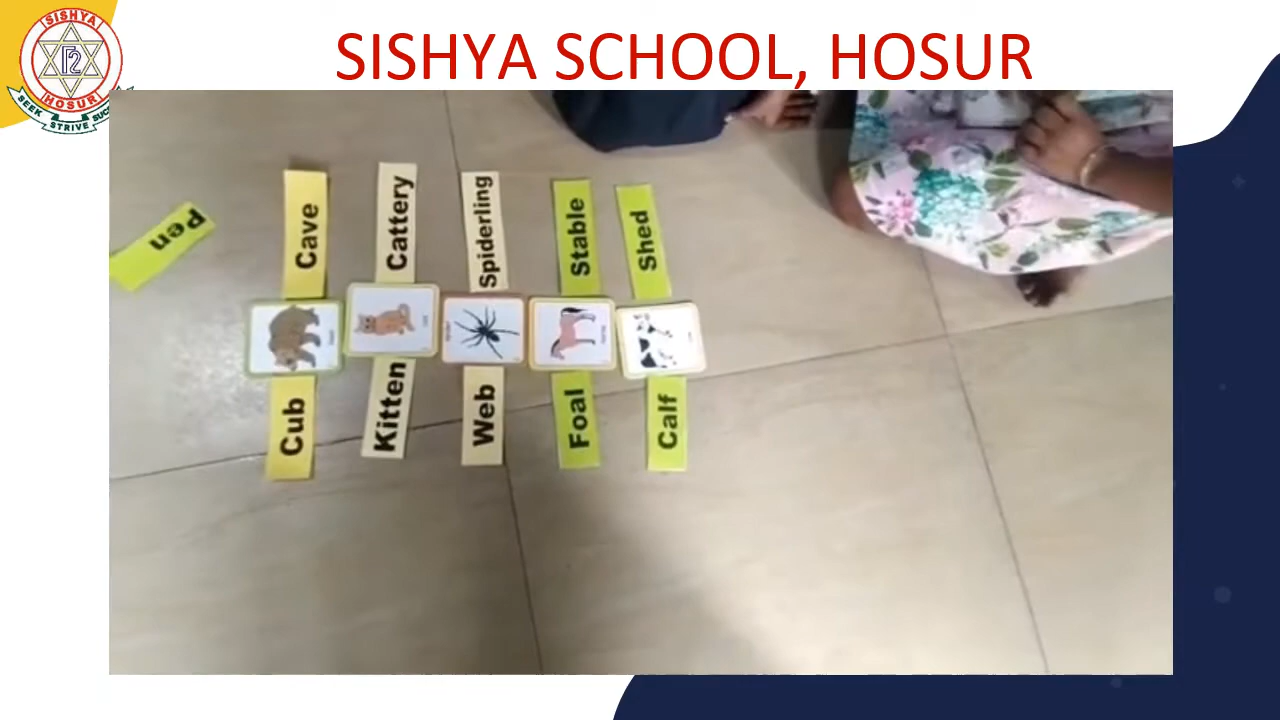 SISHYA SCHOOL, HOSUR
SISHYA
HOSUR
SEEK STRIVE
Pen
Cave
Cattery
Spiderling
Stable
Shed
Cub
Kitten
Web
Foal
Calf